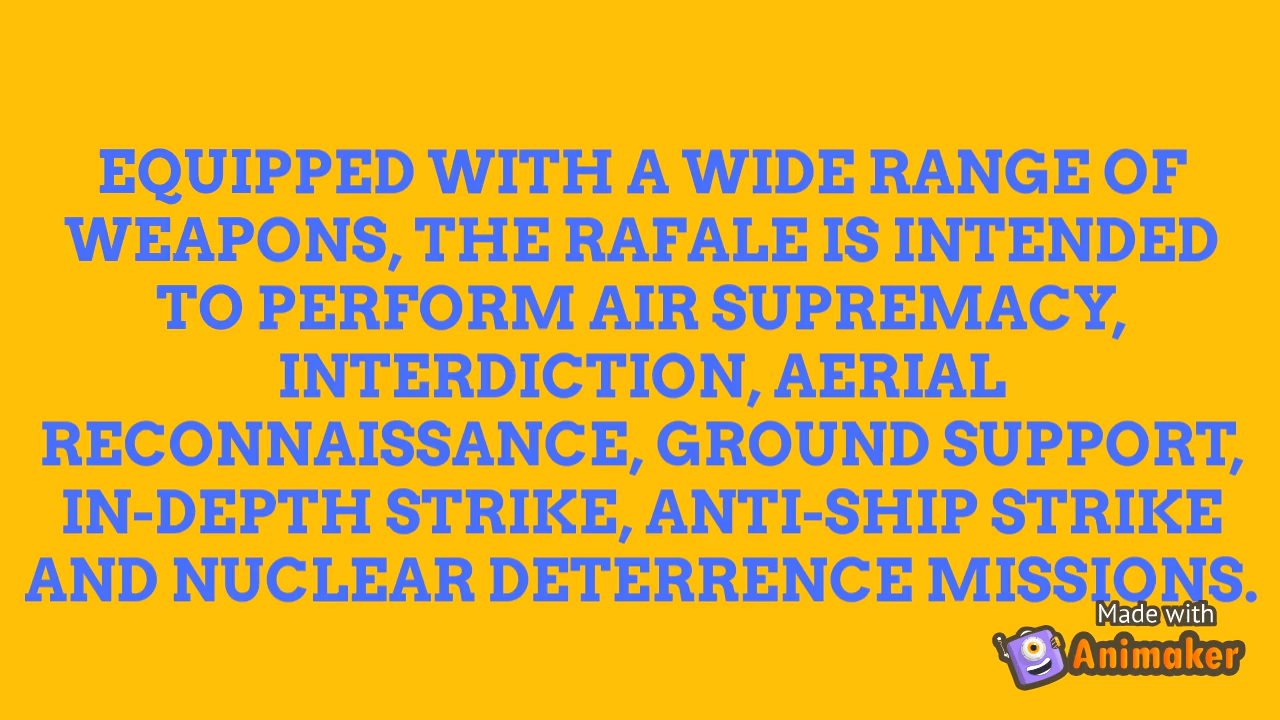 EQUIPPED WITH A WIDE RANGE OF
WEAPONS, THE RAFALE IS INTENDED
TO PERFORM AIR SUPREMACY,
INTERDICTION, AERIAL
RECONNAISSANCE, GROUND SUPPORT,
IN-DEPTH STRIKE, ANTI-SHIP STRIKE
AND NUCLEAR DETERRENCE MISSIONS.
Made with
Animaker